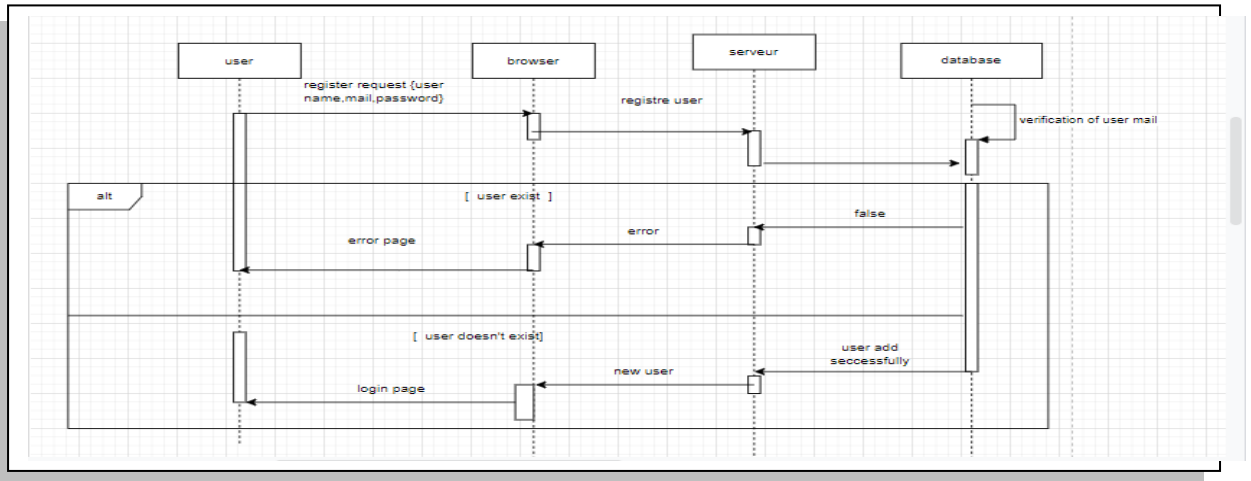 user
browser
serveur
database
register request {user
name,mail,password}
registre user
verification of user mail
alt
[ user exist ]
false
error
error page
[ user doesn't exist]
user add
seccessfully
new user
login page